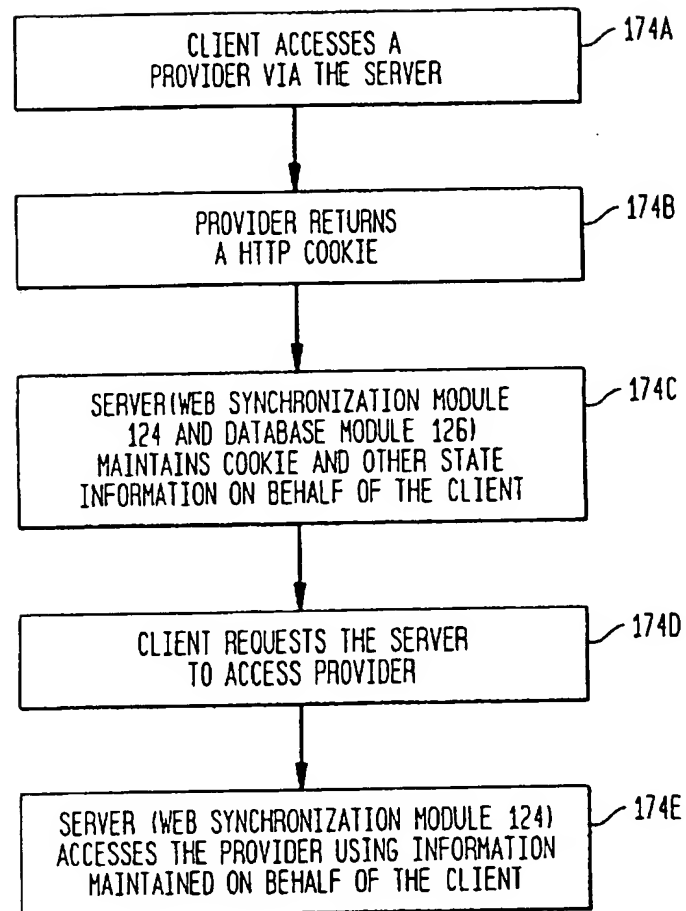 CLIENT ACCESSES A
PROVIDER VIA THE SERVER
174A
PROVIDER RETURNS
A HTTP COOKIE
174B
SERVER(WEB SYNCHRONIZATION MODULE
124 AND DATABASE MODULE 126)
MAINTAINS COOKIE AND OTHER STATE
INFORMATION ON BEHALF OF THE CLIENT
174C
CLIENT REQUESTS THE SERVER
TO ACCESS PROVIDER
174D
SERVER (WEB SYNCHRONIZATION MODULE 124)
ACCESSES THE PROVIDER USING INFORMATION
MAINTAINED ON BEHALF OF THE CLIENT
174E